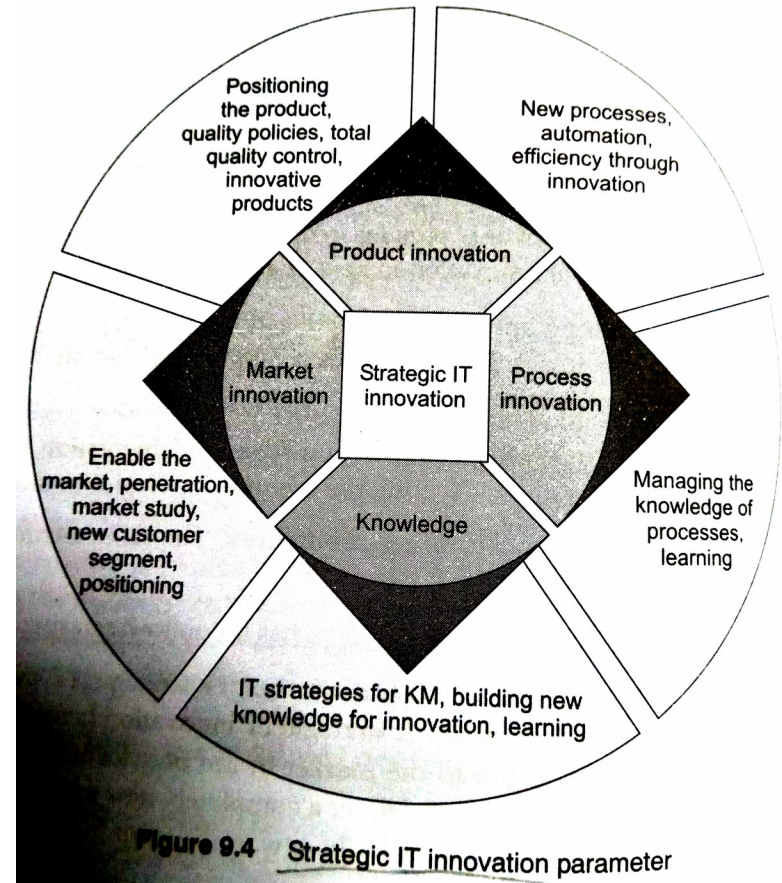 Positioning
the product,
quality policies, total
quality control,
innovative
products
New processes,
automation,
efficiency through
innovation
Product innovation
Market
innovation
Strategic IT
innovation
Process
innovation
Knowledge
Enable the
market, penetration,
market study,
new customer
segment,
positioning
Managing the
knowledge of
processes,
learning
IT strategies for KM, building new
knowledge for innovation, learning
Figure 9.4 Strategic IT innovation parameter